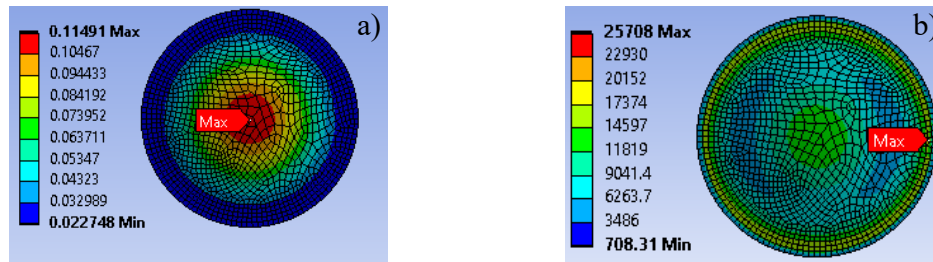 a)
0.11491 Max
0.10467
0.094433
0.084192
0.073952
0.063711
0.05347
0.04323
0.032989
0.022748 Min
Max
b)
25708 Max
22930
20152
17374
14597
11819
9041.4
6263.7
3486
708.31 Min
Max